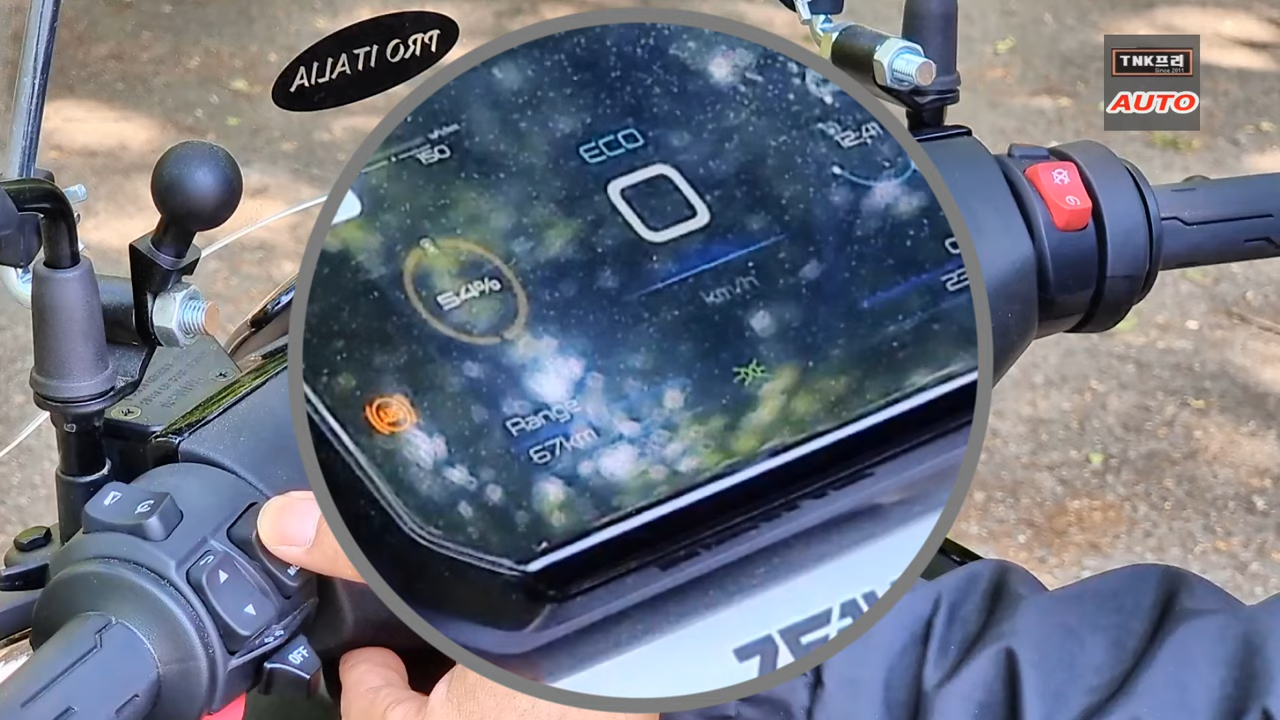 PRO ITALIA
TNK프리
Since 2011
AUTO
150
ECO
12:41
0
54%
km/h
Range
67km
OFF